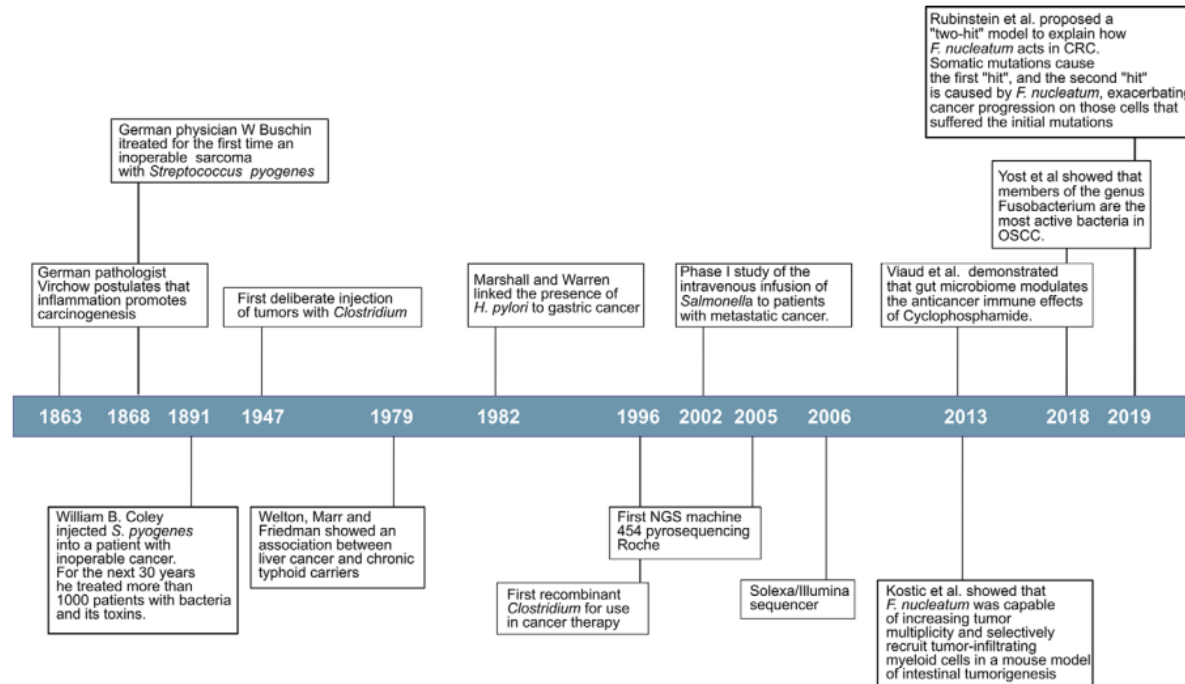 Rubinstein et al. proposed a
"two-hit" model to explain how
F. nucleatum acts in CRC.
Somatic mutations cause
the first "hit", and the second "hit"
is caused by F. nucleatum, exacerbating
cancer progression on those cells that
suffered the initial mutations
German physician W Buschin
itreated for the first time an
inoperable sarcoma
with Streptococcus pyogenes
Yost et al showed that
members of the genus
Fusobacterium are the
most active bacteria in
OSCC.
German pathologist
Virchow postulates that
inflammation promotes
carcinogenesis
First deliberate injection
of tumors with Clostridium
Marshall and Warren
linked the presence of
H. pylori to gastric cancer
Phase I study of the
intravenous infusion of
Salmonella to patients
with metastatic cancer.
Viaud et al. demonstrated
that gut microbiome modulates
the anticancer immune effects
of Cyclophosphamide.
1863 1868 1891 1947 1979 1982 1996 2002 2005 2006 2013 2018 2019
William B. Coley
injected S. pyogenes
into a patient with
inoperable cancer.
For the next 30 years
he treated more than
1000 patients with bacteria
and its toxins.
Welton, Marr and
Friedman showed an
association between
liver cancer and chronic
typhoid carriers
First NGS machine
454 pyrosequencing
Roche
First recombinant
Clostridium for use
in cancer therapy
Solexa/Illumina
sequencer
Kostic et al. showed that
F. nucleatum was capable
of increasing tumor
multiplicity and selectively
recruit tumor-infiltrating
myeloid cells in a mouse model
of intestinal tumorigenesis